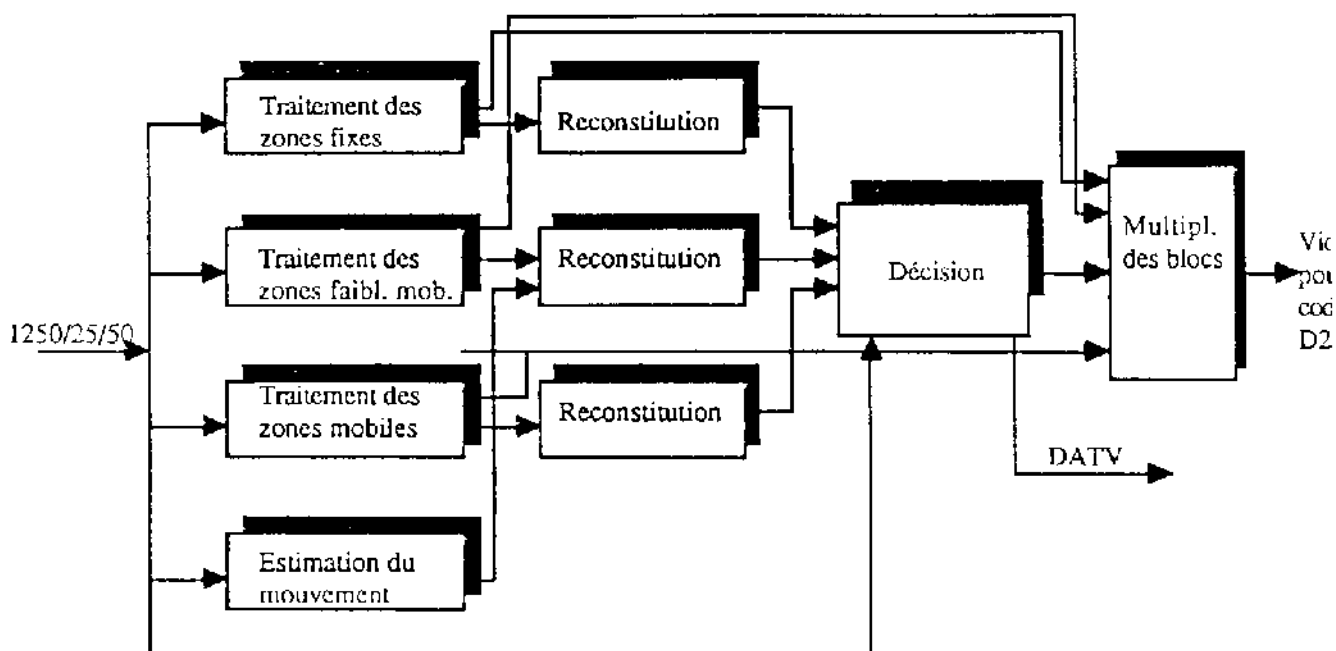 Traitement des
zones fixes
Reconstitution
Traitement des
zones faibl. mob.
Reconstitution
Décision
Multipl.
des blocs
1250/25/50
Traitement des
zones mobiles
Reconstitution
DATV
Estimation du
mouvement
D2